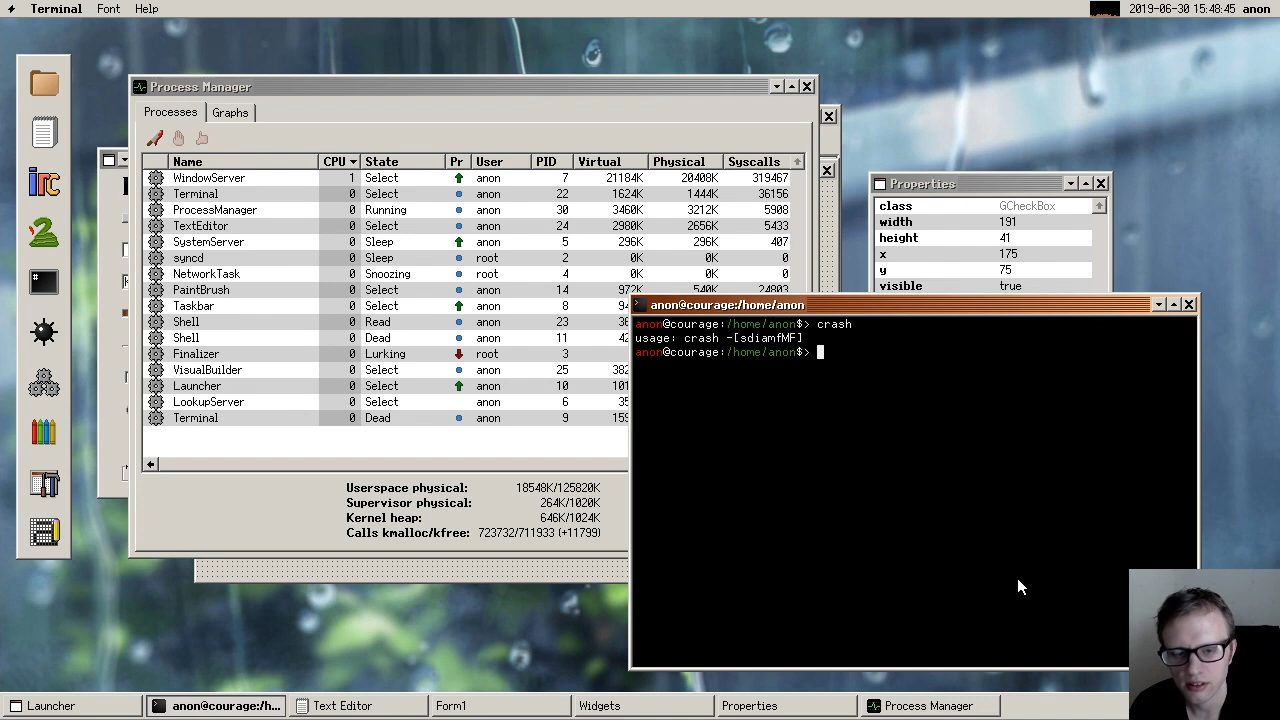 Terminal Font Help 2019-06-30 15:48:45 anon
Process Manager
Processes Graphs
Name CPU State Pr User PID Virtual Physical Syscalls
WindowServer 1 Select anon 7 21184K 20408K 319467
Terminal 0 Select anon 22 1624K 1444K 36156
ProcessManager 0 Running anon 30 3460K 3212K 5908
TextEditor 0 Select anon 24 2980K 2656K 5433
SystemServer 0 Sleep anon 5 296K 296K 407
syncd 0 Sleep root 2 0K 0K 0
NetworkTask 0 Snoozing root 4 0K 0K 0
PaintBrush 0 Select anon 14 972K 540K 24803
Taskbar 0 Select anon 8
Shell 0 Read anon 23
Shell 0 Dead anon 11
Finalizer 0 Lurking root 3
VisualBuilder 0 Select anon 25
Launcher 0 Select anon 10
LookupServer 0 Select anon 6
Terminal 0 Dead anon 9
Userspace physical: 18548K/125820K
Supervisor physical: 264K/1020K
Kernel heap: 646K/1024K
Calls kmalloc/kfree: 723732/711933 (+11799)
irc
Properties
class GCheckBox
width 191
height 41
x 175
y 75
visible true
anon@courage:/home/anon
anon@courage:/home/anon$> crash
usage: crash -[sdiamfMF]
anon@courage:/home/anon$>
Launcher anon@courage:/h... Text Editor Form1 Widgets Properties Process Manager